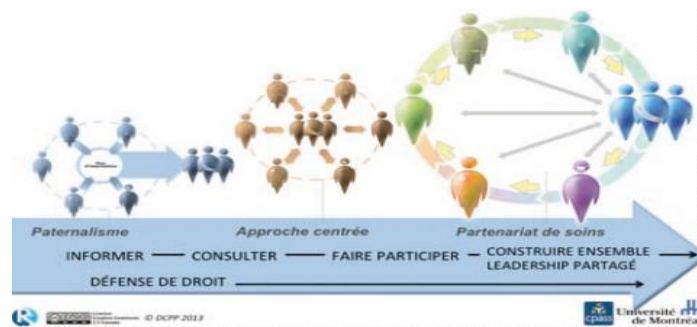 Paternalisme
Approche centrée
Partenariat de soins
INFORMER — CONSULTER — FAIRE PARTICIPER — CONSTRUIRE ENSEMBLE
LEADERSHIP PARTAGÉ
DÉFENSE DE DROIT
© DCPP 2013
cpass
Université
de Montréal